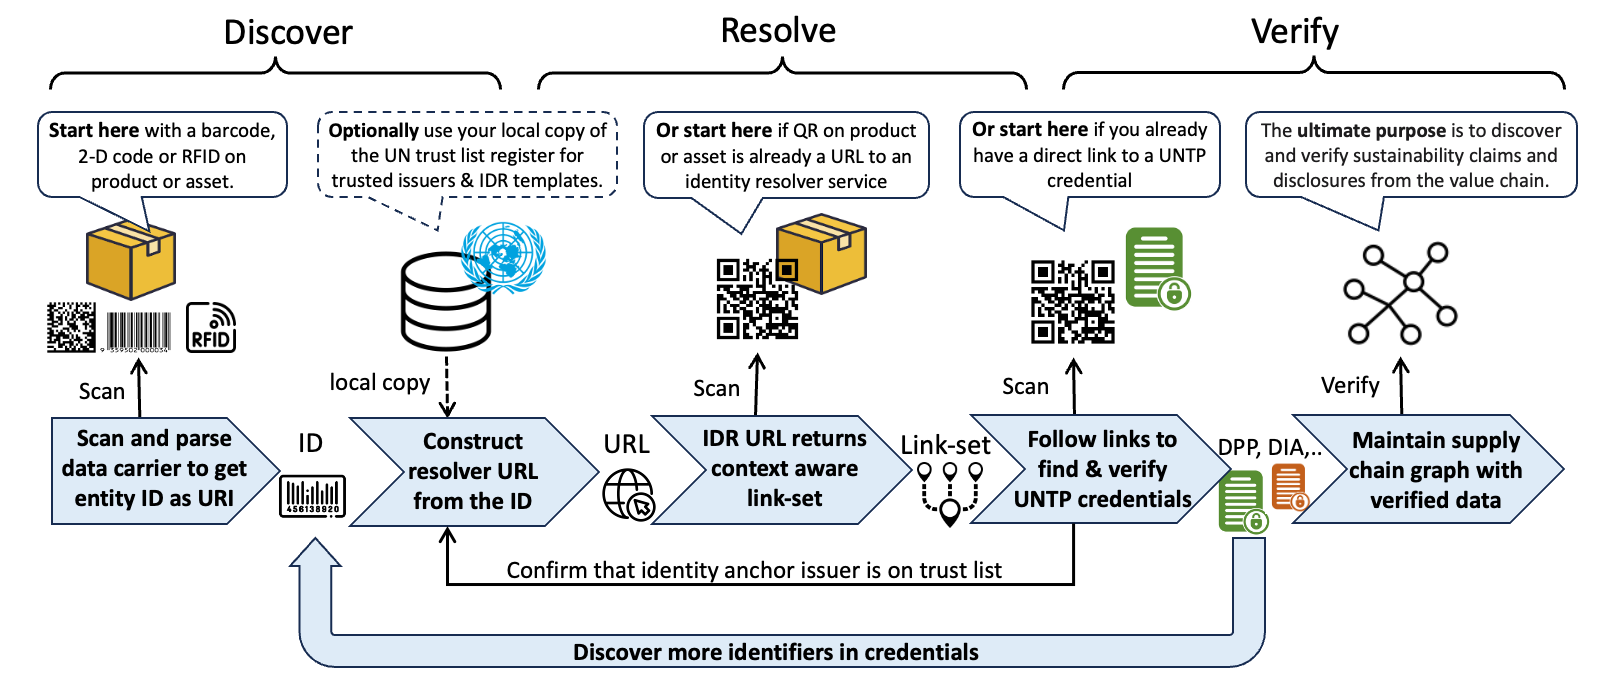 Discover
Resolve
Verify
Start here with a barcode,
2-D code or RFID on
product or asset.
Optionally use your local copy of
the UN trust list register for
trusted issuers & IDR templates.
Or start here if QR on product
or asset is already a URL to an
identity resolver service
Or start here if you already
have a direct link to a UNTP
credential
The ultimate purpose is to discover
and verify sustainability claims and
disclosures from the value chain.
9 359502 000034
RFID
Scan
local copy
Scan
Scan
Verify
Scan and parse
data carrier to get
entity ID as URI
ID
456138920
Construct
resolver URL
from the ID
URL
IDR URL returns
context aware
link-set
Link-set
Follow links to
find & verify
UNTP credentials
DPP, DIA,..
Maintain supply
chain graph with
verified data
Confirm that identity anchor issuer is on trust list
Discover more identifiers in credentials